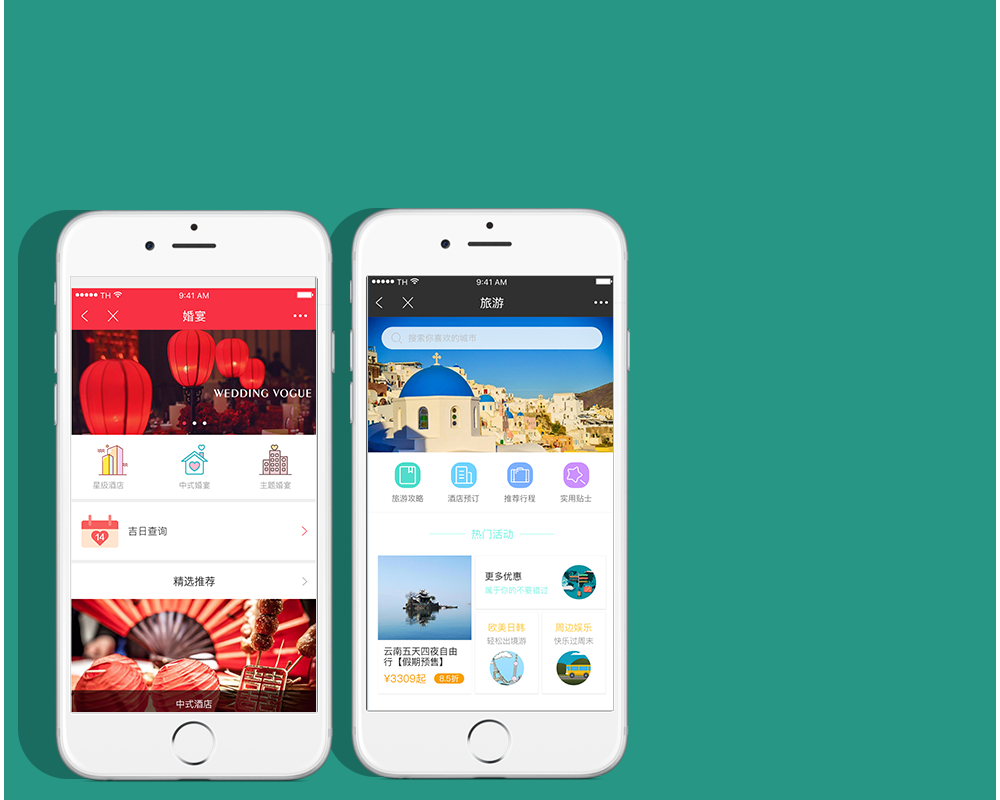 ●●●●● TH 9:41 AM
婚宴
WEDDING VOGUE
星级酒店 中式婚宴 主题婚宴
14
吉日查询
精选推荐
中式酒店
●●●●● TH 9:41 AM
旅游
搜索你喜欢的城市
旅游攻略 酒店预订 推荐行程 实用贴士
热门活动
云南五天四夜自由
行【假期预售】
¥3309起 8.5折
更多优惠
属于你的不要错过
欧美日韩
轻松出境游
周边娱乐
快乐过周末